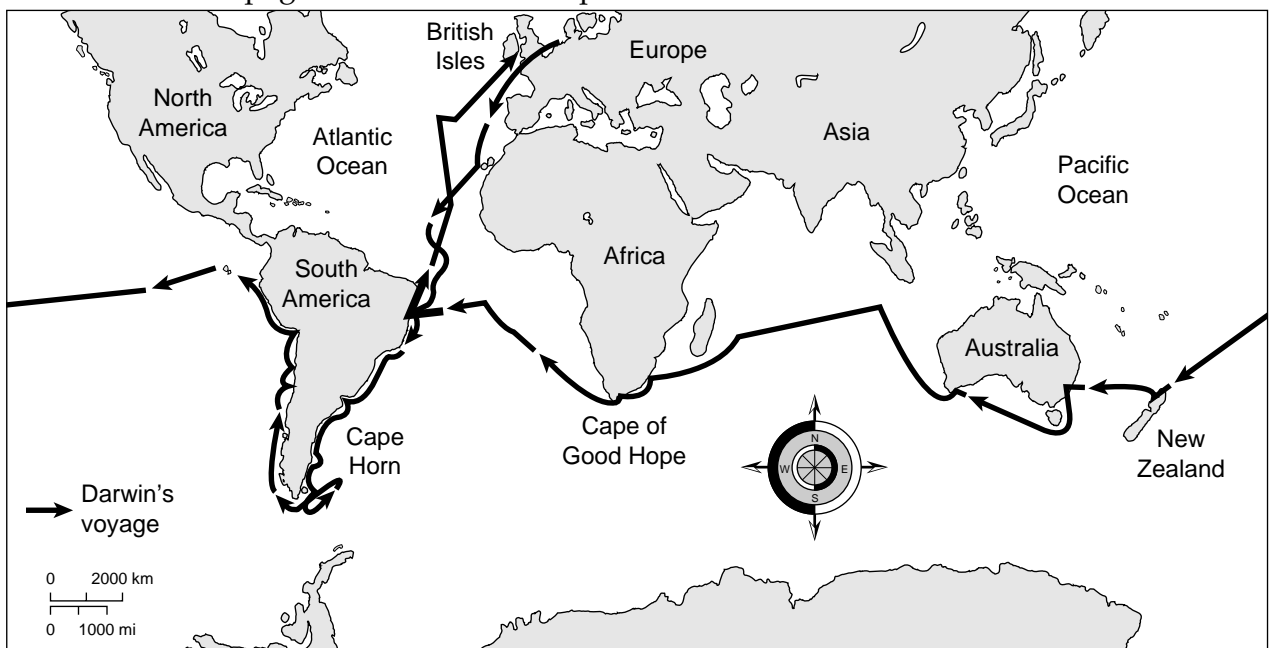 British
Isles
Europe
North
America
Atlantic
Ocean
Asia
Pacific
Ocean
Africa
South
America
Australia
Cape of
Good Hope
Cape
Horn
New
Zealand
N
W
E
S
Darwin's
voyage
0 2000 km
0 1000 mi